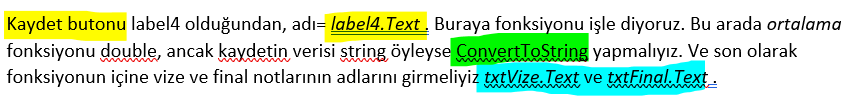 Kaydet butonu label4 olduğundan, adı= label4.Text . Buraya fonksiyonu işle diyoruz. Bu arada ortalama
fonksiyonu double, ancak kaydetin verisi string öyleyse ConvertToString yapmalıyız. Ve son olarak
fonksiyonun içine vize ve final notlarının adlarını girmeliyiz txtVize.Text ve txtFinal.Text .